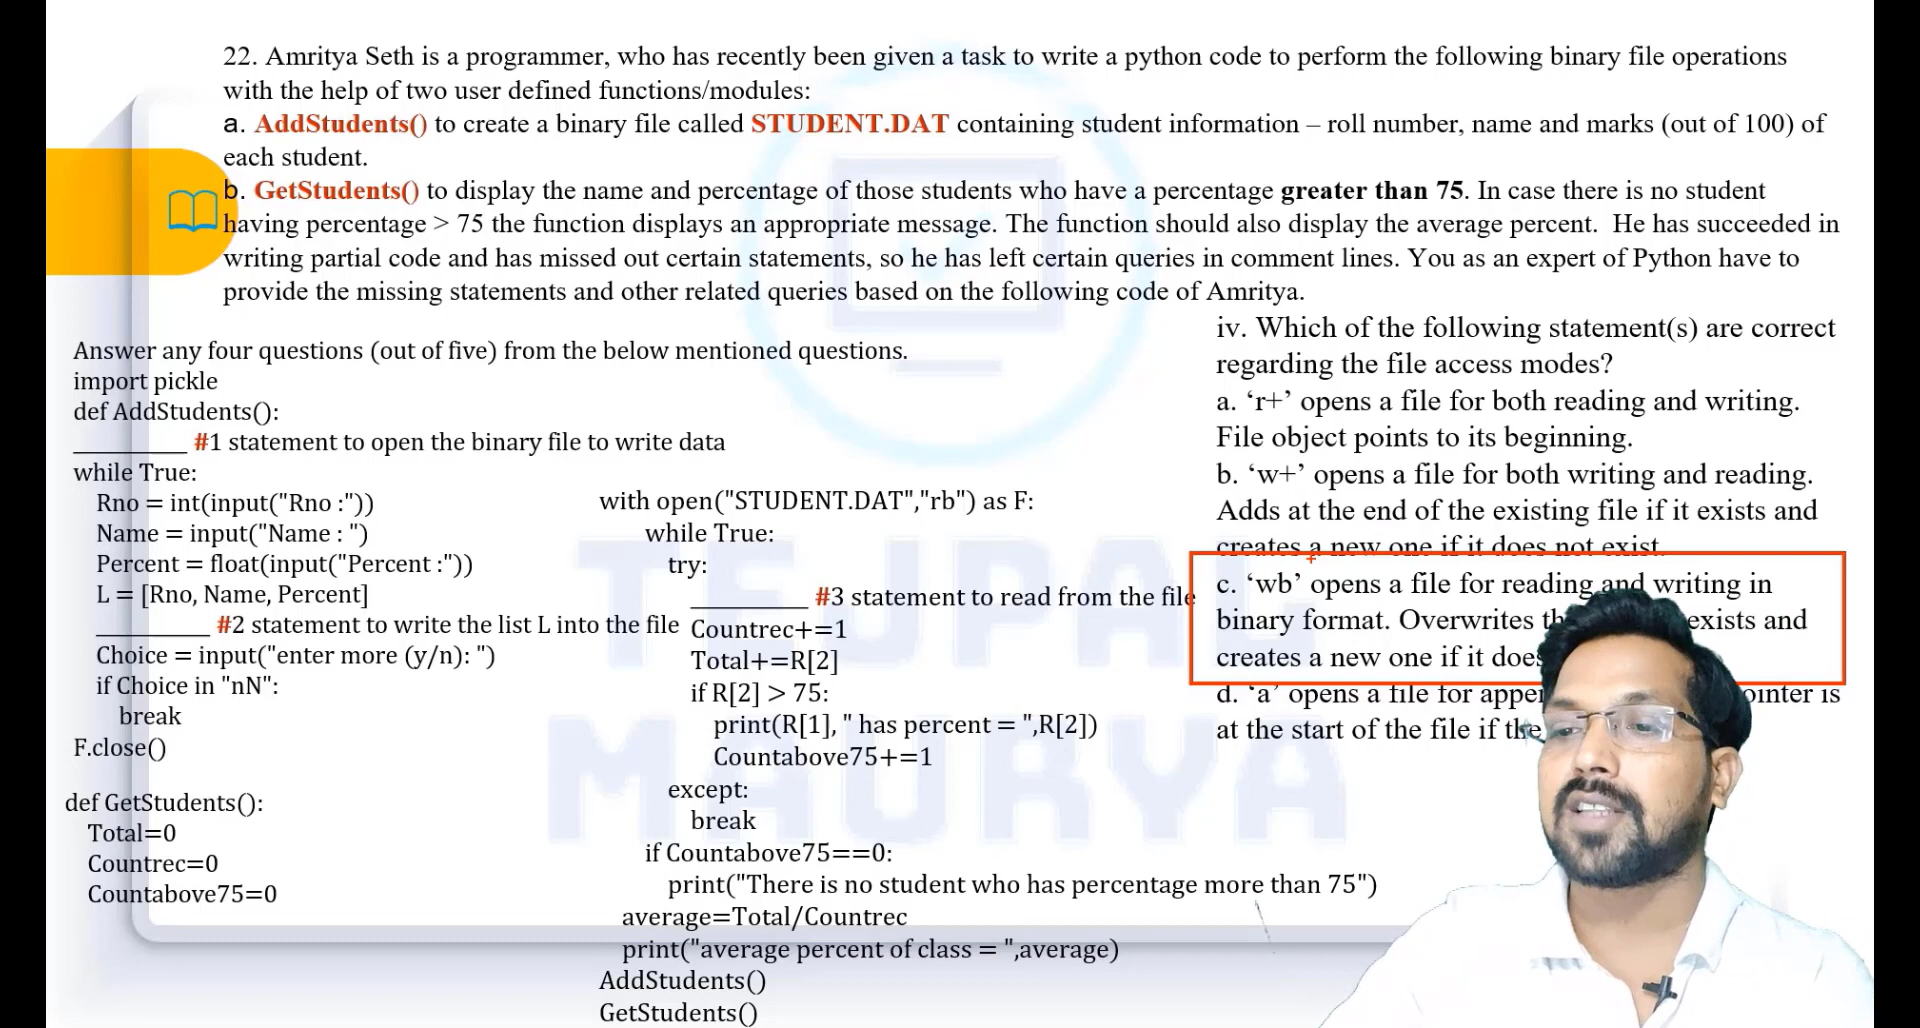 22. Amritya Seth is a programmer, who has recently been given a task to write a python code to perform the following binary file operations
with the help of two user defined functions/modules:
a. AddStudents() to create a binary file called STUDENT.DAT containing student information – roll number, name and marks (out of 100) of
each student.
b. GetStudents() to display the name and percentage of those students who have a percentage greater than 75. In case there is no student
having percentage > 75 the function displays an appropriate message. The function should also display the average percent. He has succeeded in
writing partial code and has missed out certain statements, so he has left certain queries in comment lines. You as an expert of Python have to
provide the missing statements and other related queries based on the following code of Amritya.
Answer any four questions (out of five) from the below mentioned questions.
import pickle
def AddStudents():
__________ #1 statement to open the binary file to write data
while True:
Rno = int(input("Rno :"))
Name = input("Name : ")
Percent = float(input("Percent :"))
L = [Rno, Name, Percent]
__________ #2 statement to write the list L into the file
Choice = input("enter more (y/n): ")
if Choice in "nN":
break
F.close()
def GetStudents():
Total=0
Countrec=0
Countabove75=0
with open("STUDENT.DAT","rb") as F:
while True:
try:
__________ #3 statement to read from the file
Countrec+=1
Total+=R[2]
if R[2] > 75:
print(R[1], " has percent = ",R[2])
Countabove75+=1
except:
break
if Countabove75==0:
print("There is no student who has percentage more than 75")
average=Total/Countrec
print("average percent of class = ",average)
AddStudents()
GetStudents()
iv. Which of the following statement(s) are correct
regarding the file access modes?
a. ‘r+’ opens a file for both reading and writing.
File object points to its beginning.
b. ‘w+’ opens a file for both writing and reading.
Adds at the end of the existing file if it exists and
creates a new one if it does not exist.
c. ‘wb’ opens a file for reading and writing in
binary format. Overwrites exists and
creates a new one if it
d. ‘a’ opens a file for is
at the start of the file if
TEJPAL
MAURYA